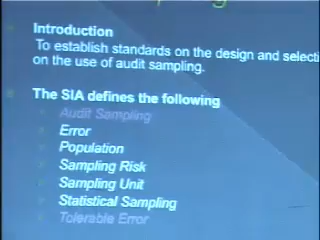 Introduction
To establish standards on the design and selecti
on the use of audit sampling.
The SIA defines the following
Audit Sampling
Error
Population
Sampling Risk
Sampling Unit
Statistical Sampling
Tolerable Error